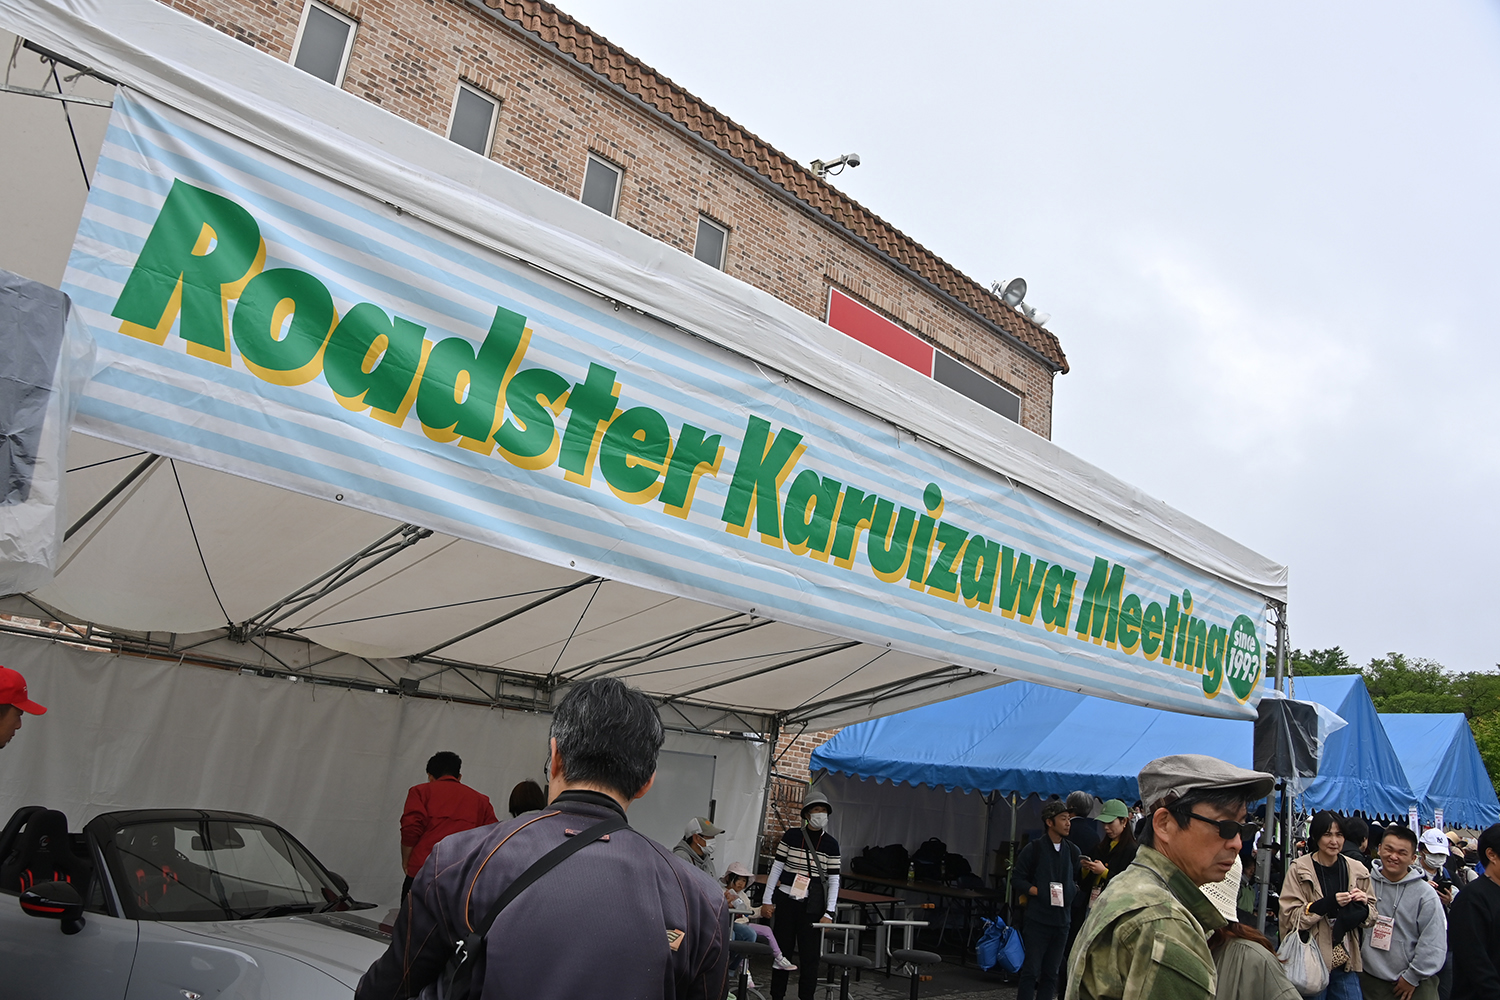 Roadster Karuizawa Meeting
since
1993